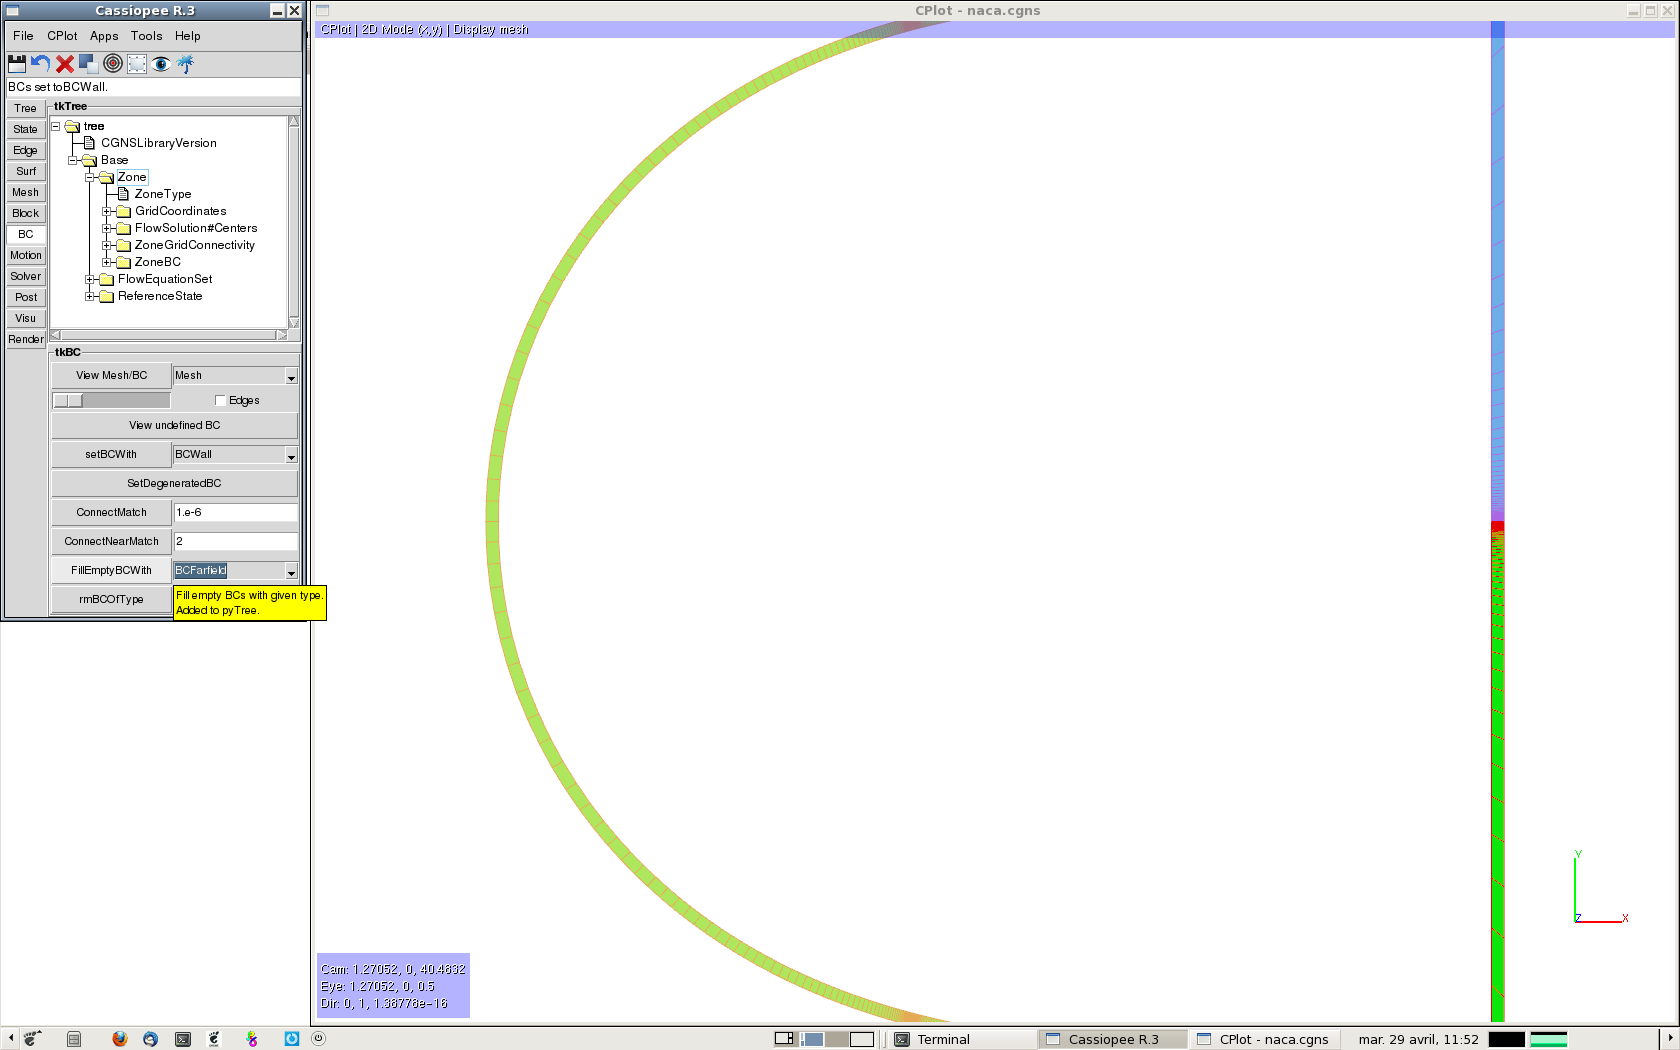 Cassiopee R.3
File CPlot Apps Tools Help
BCs set toBCWall.
Tree
State
Edge
Surf
Mesh
Block
BC
Motion
Solver
Post
Visu
Render
tkTree
tree
CGNSLibraryVersion
Base
Zone
ZoneType
GridCoordinates
FlowSolution#Centers
ZoneGridConnectivity
ZoneBC
FlowEquationSet
ReferenceState
tkBC
View Mesh/BC Mesh
Edges
View undefined BC
setBCWith BCWall
SetDegeneratedBC
ConnectMatch 1.e-6
ConnectNearMatch 2
FillEmptyBCWith BCFarfield
rmBCOfType
Fill empty BCs with given type.
Added to pyTree.
CPlot - naca.cgns
CPlot | 2D Mode (x,y) | Display mesh
Y
Z X
Cam: 1.27052, 0, 40.4832
Eye: 1.27052, 0, 0.5
Dir: 0, 1, 1.38778e-16
Terminal Cassiopee R.3 CPlot - naca.cgns mar. 29 avril, 11:52